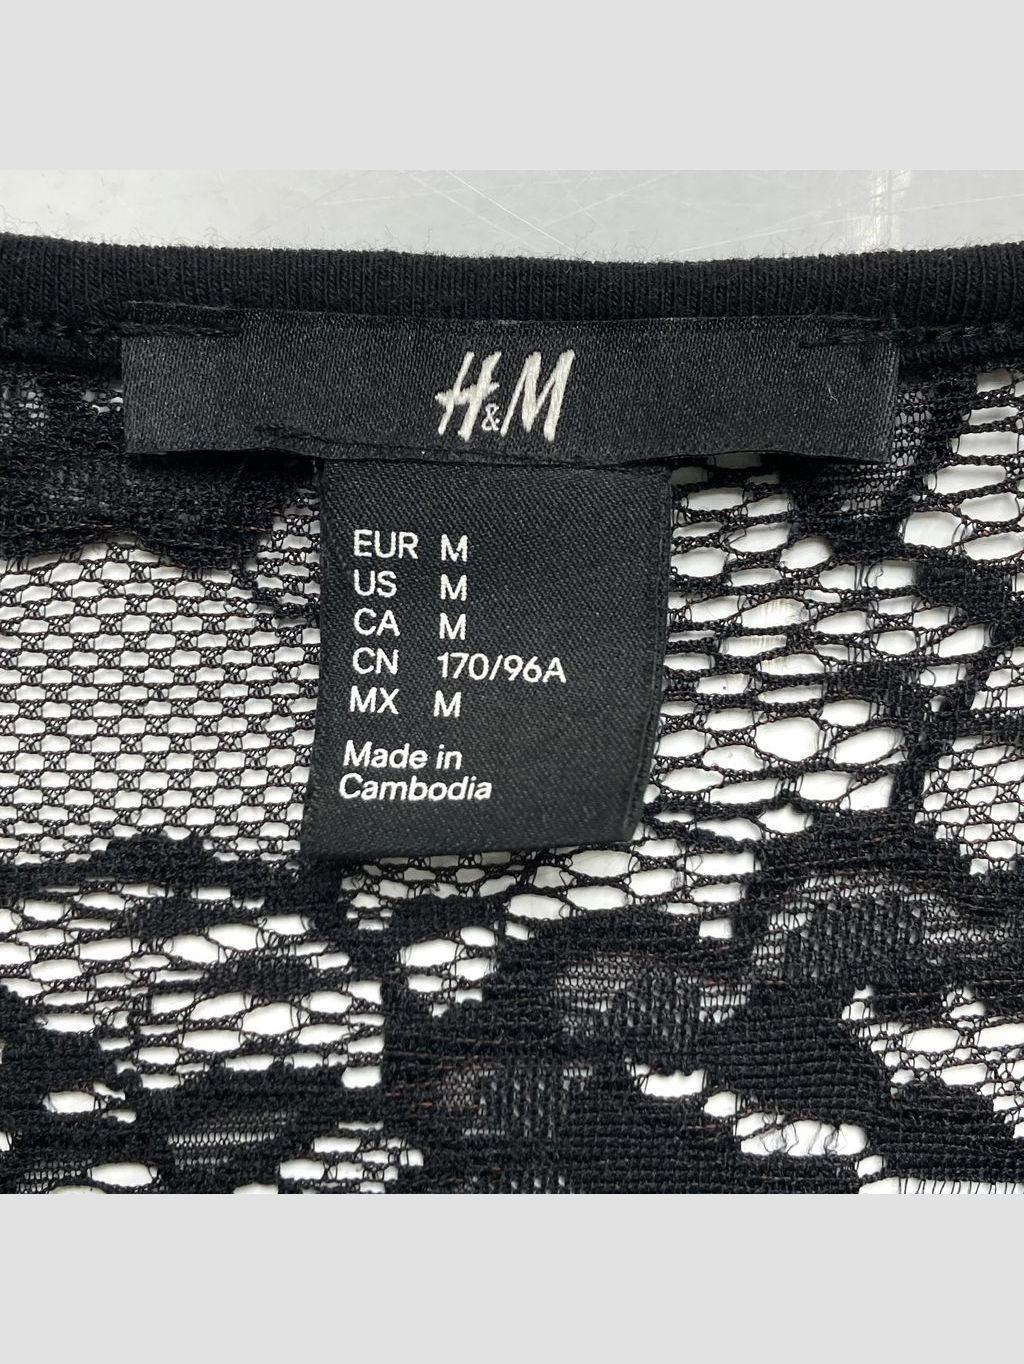 H&M
EUR M
US M
CA M
CN 170/96A
MX M
Made in
Cambodia